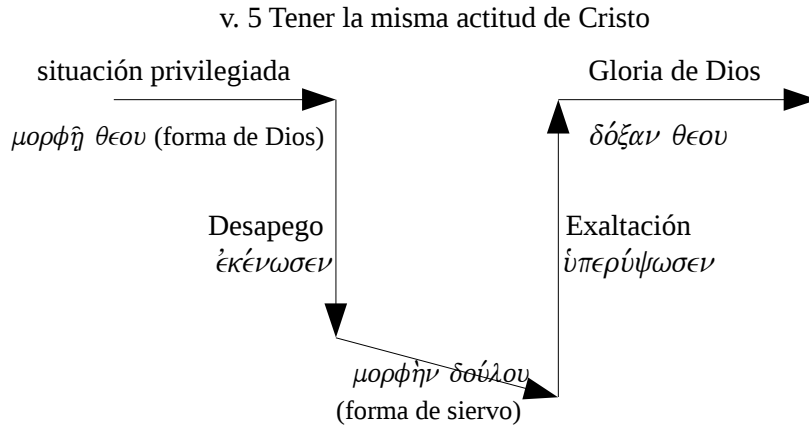 v. 5 Tener la misma actitud de Cristo
situación privilegiada
Gloria de Dios
μορφῇ θεου (forma de Dios)
δόξαν θεου
Desapego
ἐκένωσεν
Exaltación
ὑπερύψωσεν
μορφὴν δούλου
(forma de siervo)